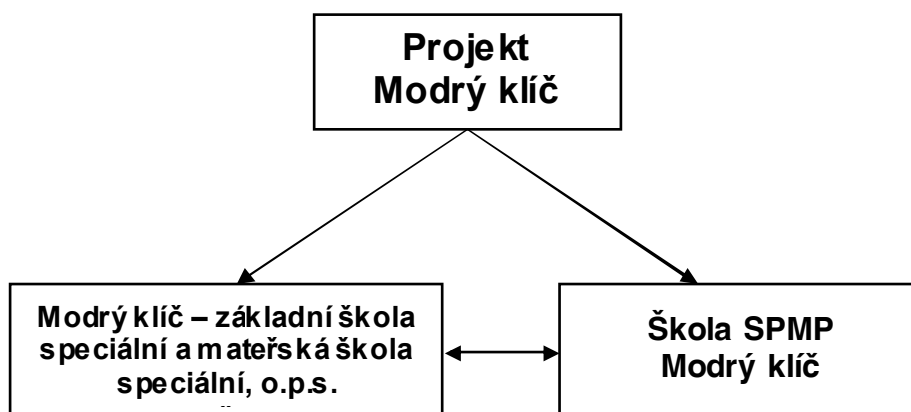 Projekt
Modrý klíč
Modrý klíč – základní škola
speciální a mateřská škola
speciální, o.p.s.
Škola SPMP
Modrý klíč